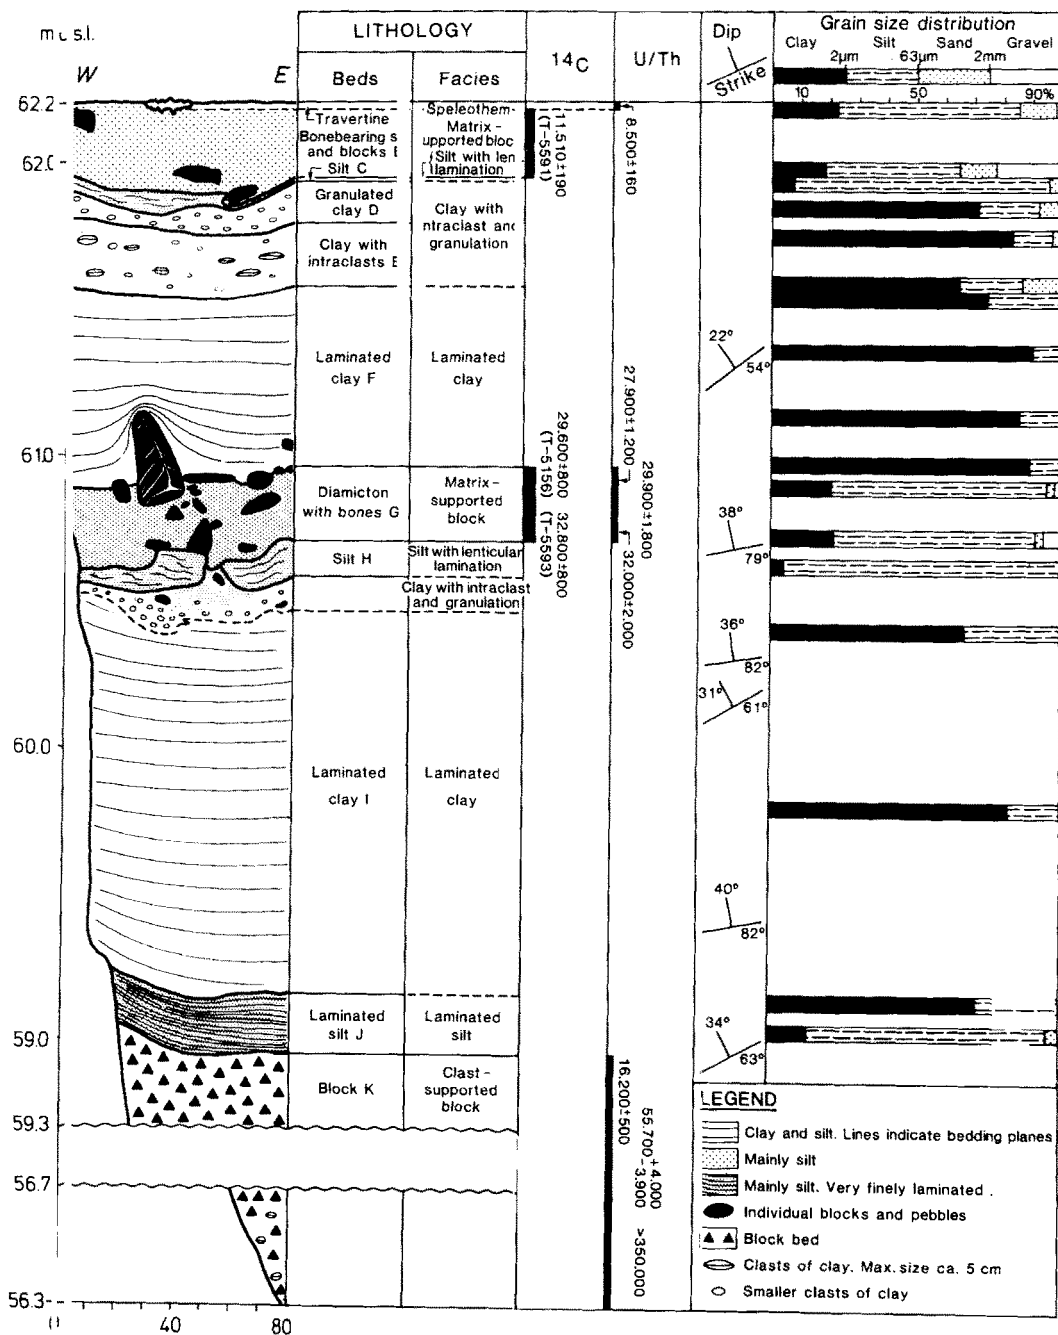 m u s.l.
W E
62.2
62.0
61.0
60.0
59.0
59.3
56.7
56.3
0 40 80
LITHOLOGY
Beds Facies
Travertine
Bonebearing s
and blocks B
Silt C
Granulated
clay D
Clay with
intraclasts E
Laminated
clay F
Diamicton
with bones G
Silt H
Laminated
clay I
Laminated
silt J
Block K
Speleothem
Matrix-
upported bloc
Silt with len
lamination
Clay with
ntraclast and
granulation
Laminated
clay
Matrix-
supported
block
Silt with lenticular
lamination
Clay with intraclast
and granulation
Laminated
clay
Laminated
silt
Clast-
supported
block
14C
11.510±190
(T-5591)
29.600±800 32.800±800
(T-5156) (T-5593)
U/Th
8.500±160
27.900±1.200
29.900±1.800
32.000±2.000
16.200±500
55.700 +4.000 -3.900 >350.000
Dip
Strike
22°
54°
38°
79°
36°
82°
31°
61°
40°
82°
34°
63°
Grain size distribution
Clay Silt Sand Gravel
2µm 63µm 2mm
10 50 90%
LEGEND
Clay and silt. Lines indicate bedding planes
Mainly silt
Mainly silt. Very finely laminated .
Individual blocks and pebbles
Block bed
Clasts of clay. Max. size ca. 5 cm
Smaller clasts of clay